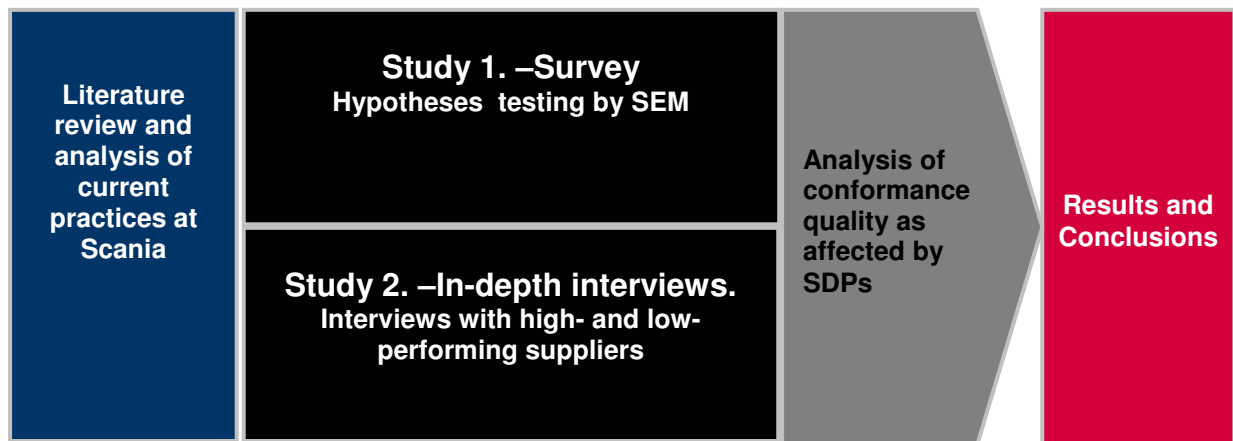 Literature
review and
analysis of
current
practices at
Scania
Study 1. –Survey
Hypotheses testing by SEM
Study 2. –In-depth interviews.
Interviews with high- and low-
performing suppliers
Analysis of
conformance
quality as
affected by
SDPs
Results and
Conclusions